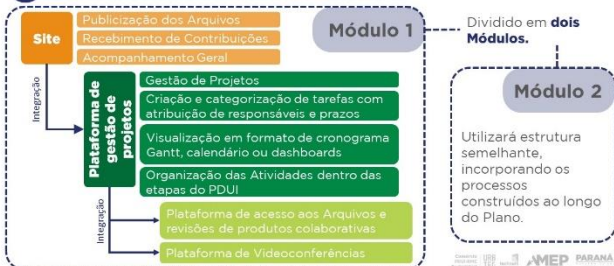 Site
Publicização dos Arquivos
Recebimento de Contribuições
Acompanhamento Geral
Módulo 1
Integração
Plataforma de
gestão de
projetos
Gestão de Projetos
Criação e categorização de tarefas com
atribuição de responsáveis e prazos
Visualização em formato de cronograma
Gantt, calendário ou dashboards
Organização das Atividades dentro das
etapas do PDUI
Integração
Plataforma de acesso aos Arquivos e
revisões de produtos colaborativas
Plataforma de Videoconferências
Dividido em dois
Módulos.
Módulo 2
Utilizará estrutura
semelhante,
incorporando os
processos
construídos ao longo
do Plano.
AMEP
PARANÁ